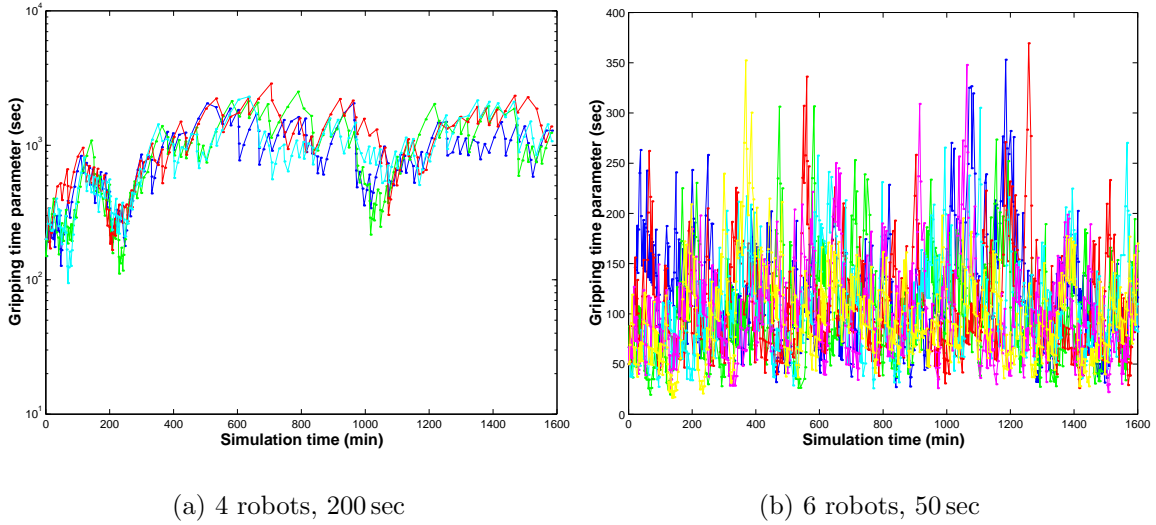 10^4
10^3
10^2
10^1
Gripping time parameter (sec)
0 200 400 600 800 1000 1200 1400 1600
Simulation time (min)
(a) 4 robots, 200 sec
400
350
300
250
200
150
100
50
0
Gripping time parameter (sec)
0 200 400 600 800 1000 1200 1400 1600
Simulation time (min)
(b) 6 robots, 50 sec